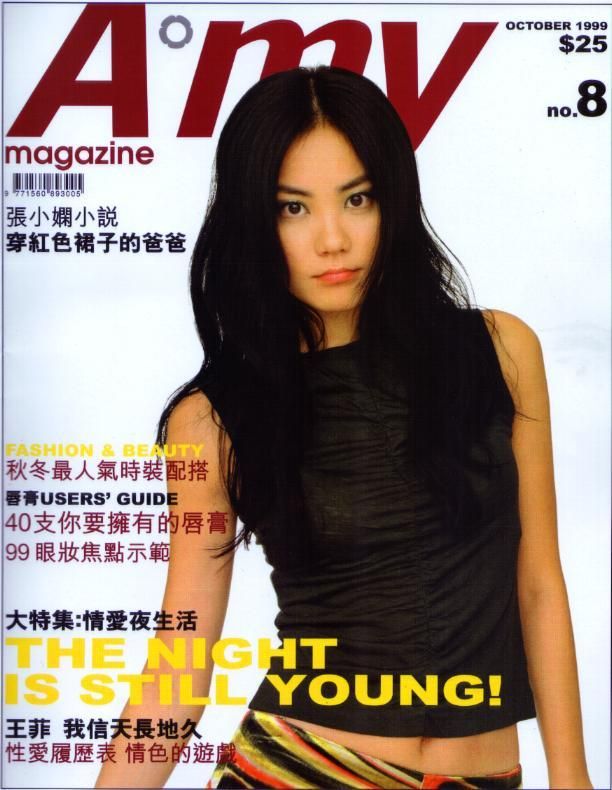 Amy
magazine
OCTOBER 1999
$25
no.8
9 771560 893005
張小嫻小説
穿紅色裙子的爸爸
FASHION & BEAUTY
秋冬最人氣時裝配搭
唇膏USERS' GUIDE
40支你要擁有的唇膏
99眼妝焦點示範
大特集:情愛夜生活
THE NIGHT
IS STILL YOUNG!
王菲 我信天長地久
性愛履歷表 情色的遊戲